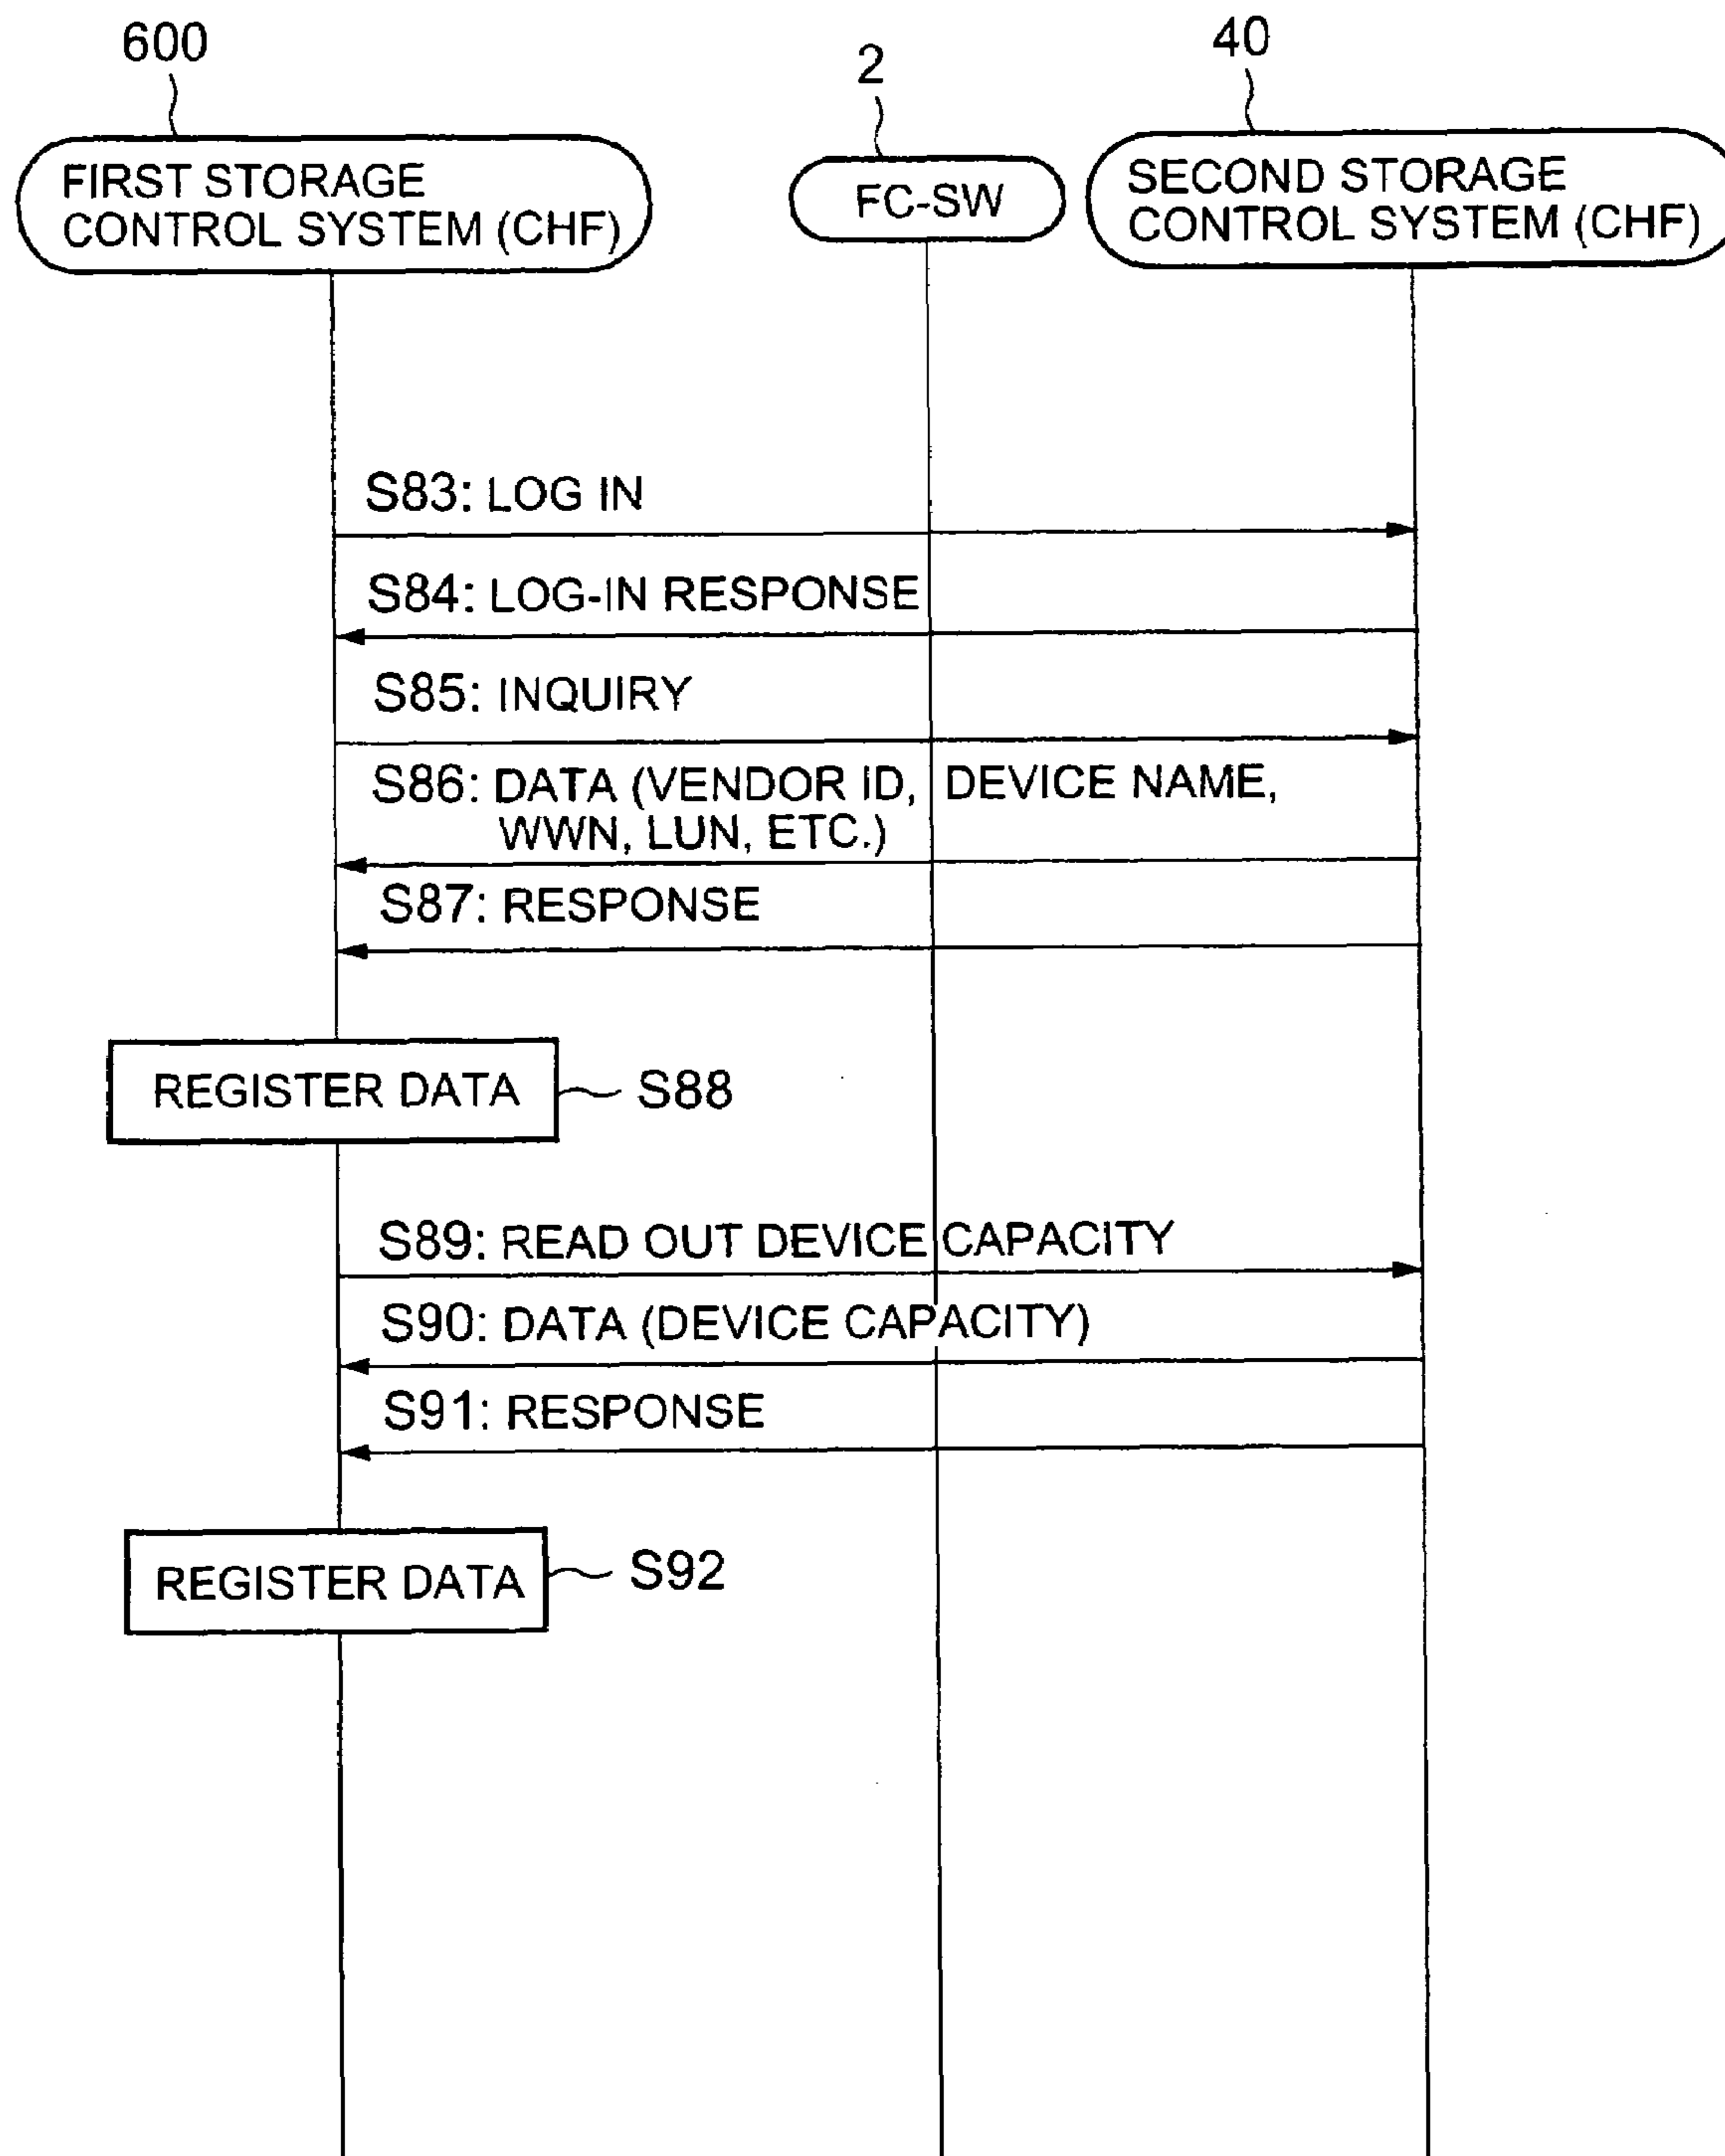 600
2
40
FIRST STORAGE
CONTROL SYSTEM (CHF)
FC-SW
SECOND STORAGE
CONTROL SYSTEM (CHF)
S83: LOG IN
S84: LOG-IN RESPONSE
S85: INQUIRY
S86: DATA (VENDOR ID, DEVICE NAME,
WWN, LUN, ETC.)
S87: RESPONSE
REGISTER DATA
S88
S89: READ OUT DEVICE CAPACITY
S90: DATA (DEVICE CAPACITY)
S91: RESPONSE
REGISTER DATA
S92